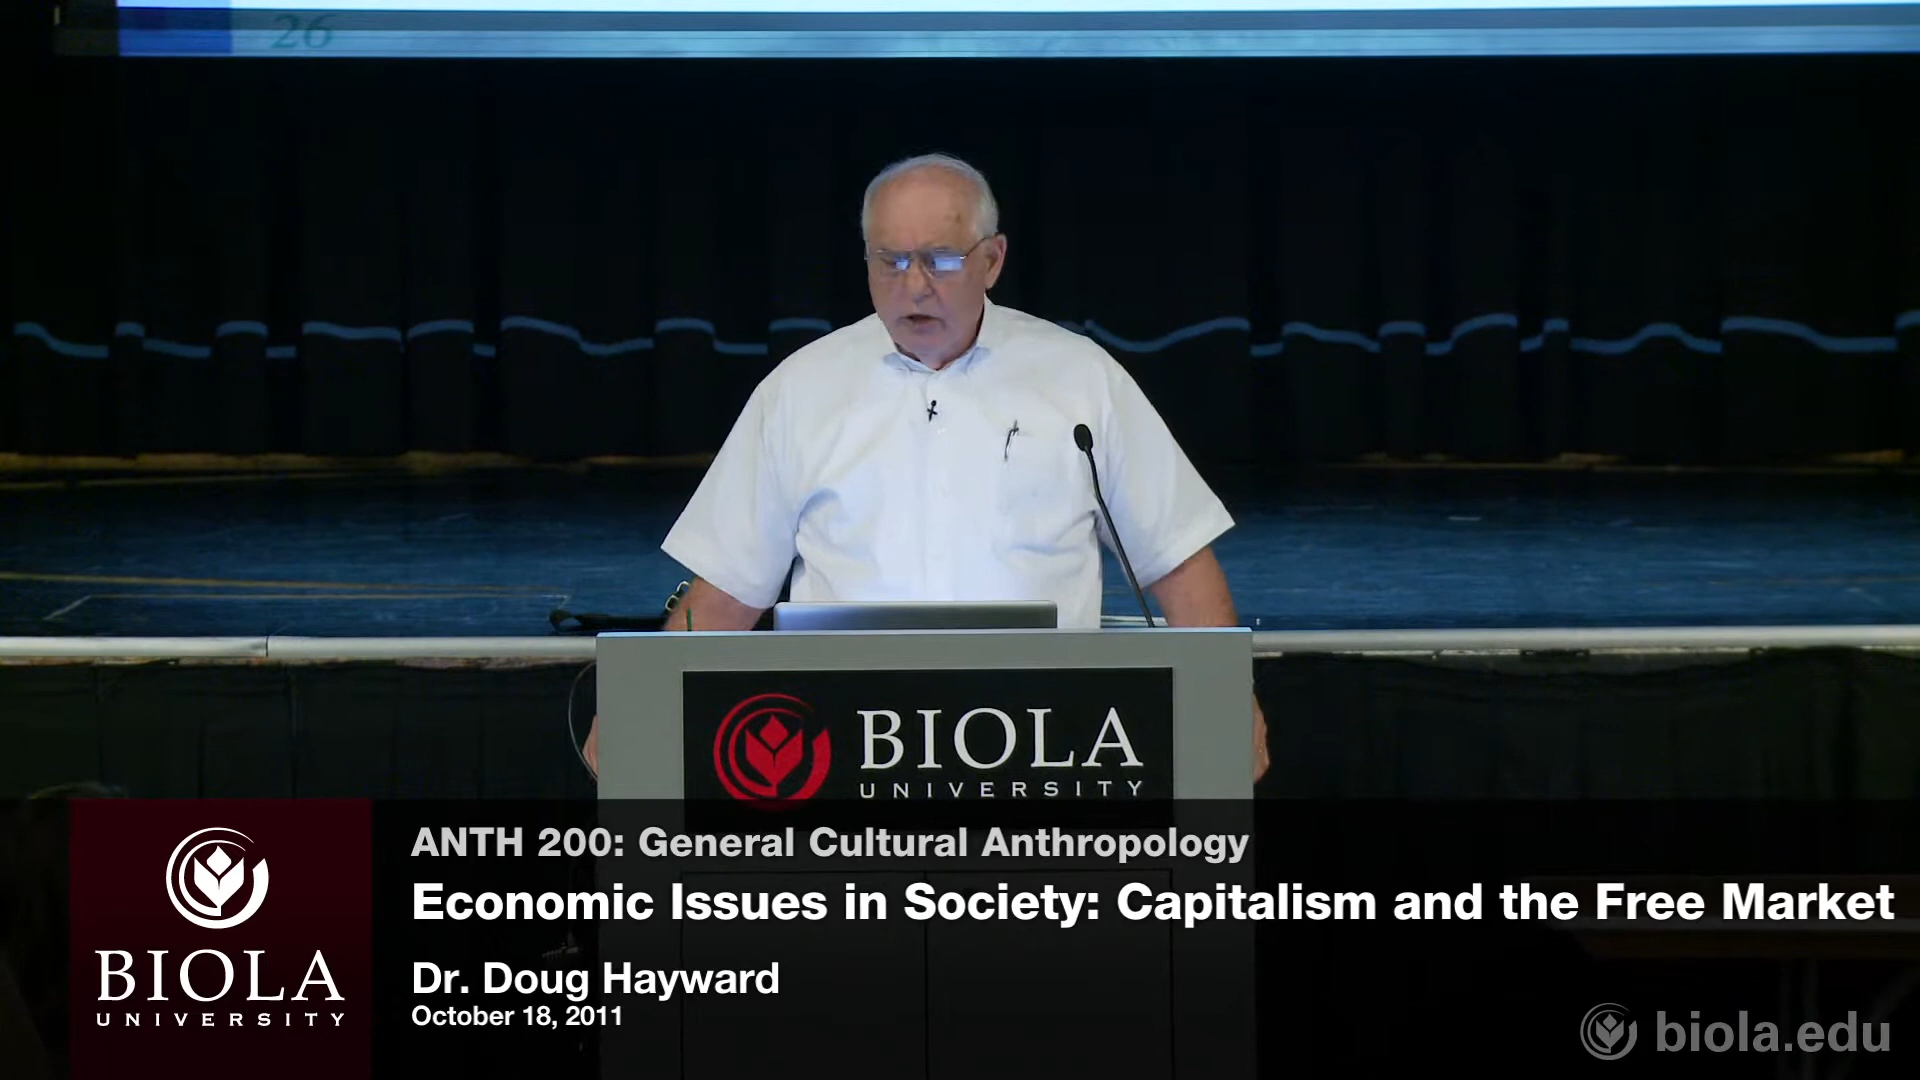 26
BIOLA
UNIVERSITY
ANTH 200: General Cultural Anthropology
Economic Issues in Society: Capitalism and the Free Market
Dr. Doug Hayward
October 18, 2011
BIOLA
UNIVERSITY
biola.edu